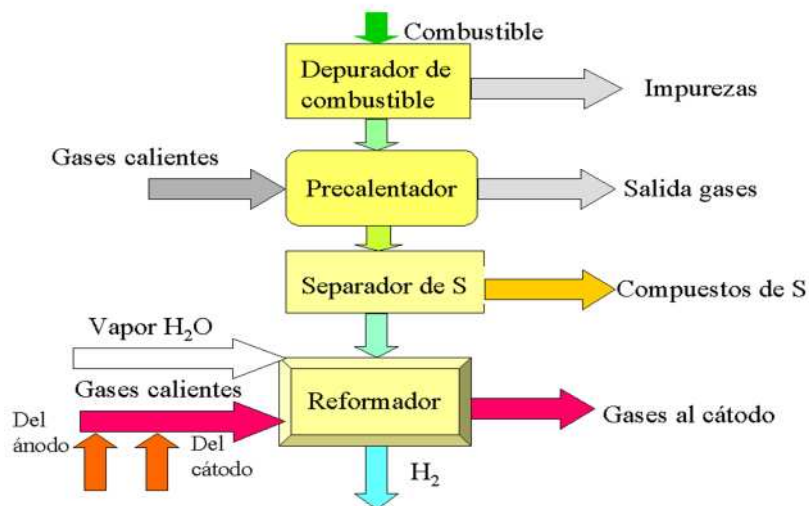 Combustible
Depurador de
combustible
Impurezas
Gases calientes
Precalentador
Salida gases
Separador de S
Compuestos de S
Vapor H₂O
Gases calientes
Reformador
Gases al cátodo
Del
ánodo
Del
cátodo
H₂